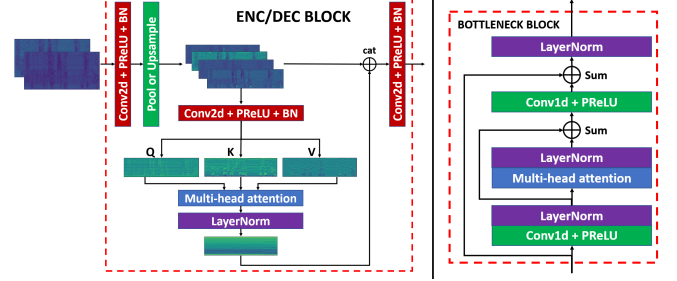 ENC/DEC BLOCK
Conv2d + PReLU + BN
Pool or Upsample
cat
Conv2d + PReLU + BN
Conv2d + PReLU + BN
Q
K
V
Multi-head attention
LayerNorm
BOTTLENECK BLOCK
LayerNorm
Sum
Conv1d + PReLU
Sum
LayerNorm
Multi-head attention
LayerNorm
Conv1d + PReLU